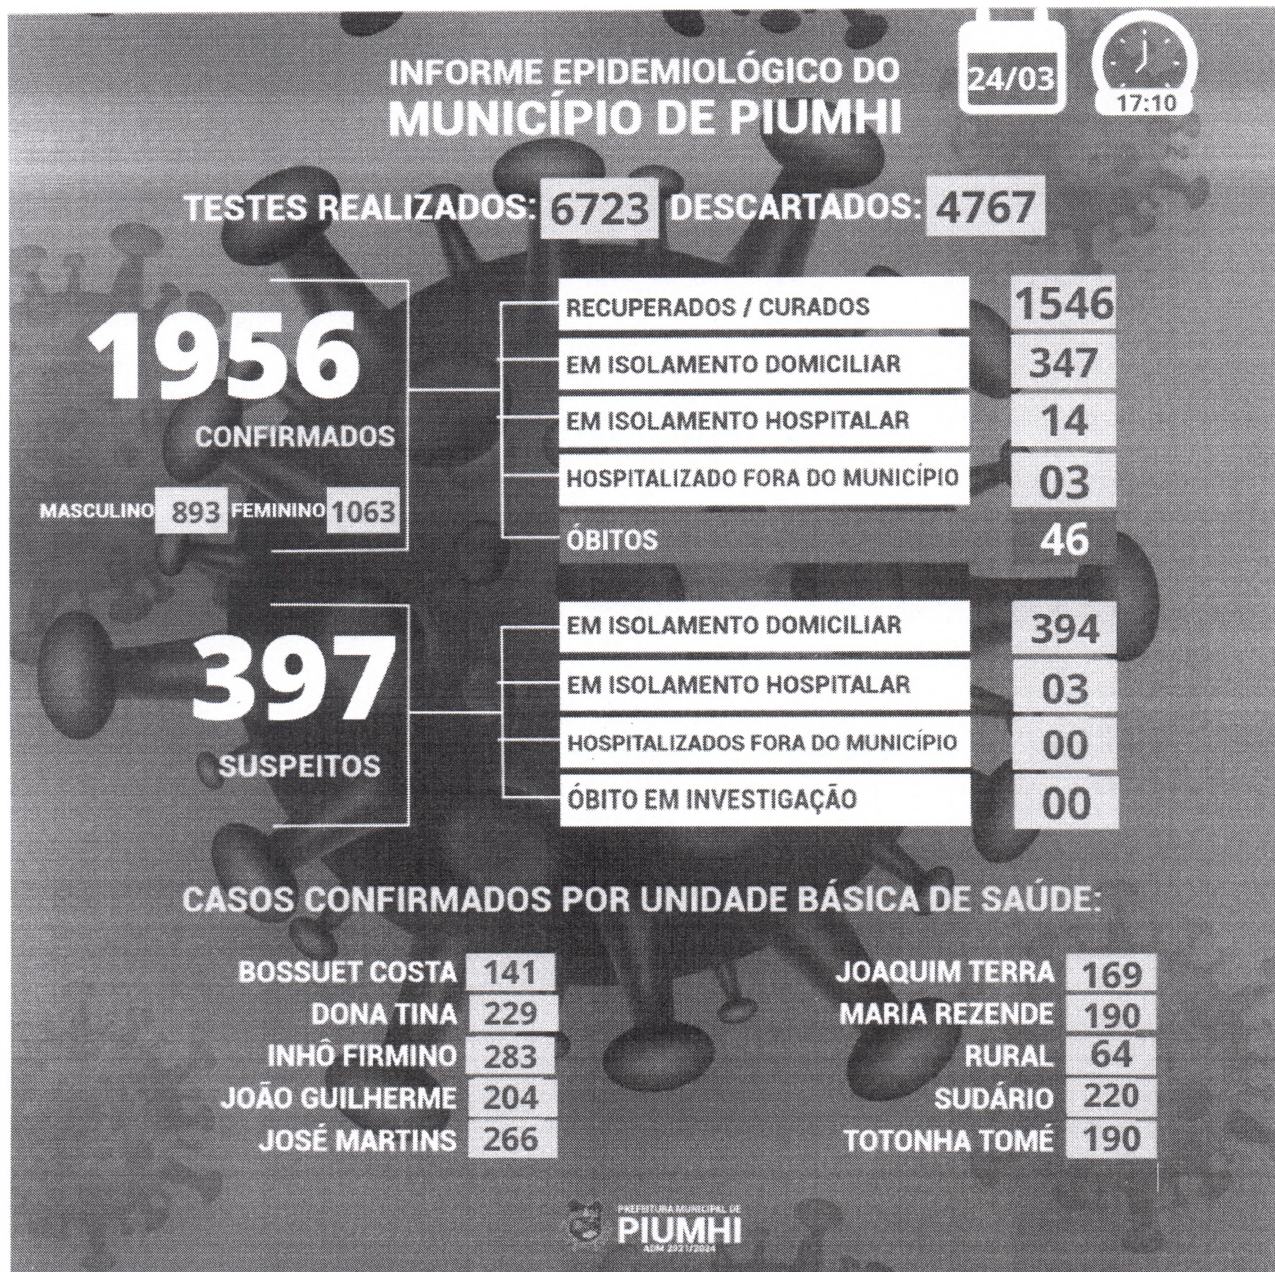 INFORME EPIDEMIOLÓGICO DO
MUNICÍPIO DE PIUMHI
24/03
17:10
TESTES REALIZADOS: 6723 DESCARTADOS: 4767
1956
CONFIRMADOS
MASCULINO 893 FEMININO 1063
RECUPERADOS / CURADOS 1546
EM ISOLAMENTO DOMICILIAR 347
EM ISOLAMENTO HOSPITALAR 14
HOSPITALIZADO FORA DO MUNICÍPIO 03
ÓBITOS 46
397
SUSPEITOS
EM ISOLAMENTO DOMICILIAR 394
EM ISOLAMENTO HOSPITALAR 03
HOSPITALIZADOS FORA DO MUNICÍPIO 00
ÓBITO EM INVESTIGAÇÃO 00
CASOS CONFIRMADOS POR UNIDADE BÁSICA DE SAÚDE:
BOSSUET COSTA 141
DONA TINA 229
INHÔ FIRMINO 283
JOÃO GUILHERME 204
JOSÉ MARTINS 266
JOAQUIM TERRA 169
MARIA REZENDE 190
RURAL 64
SUDÁRIO 220
TOTONHA TOMÉ 190
PREFEITURA MUNICIPAL DE
PIUMHI
ADM 2021/2024